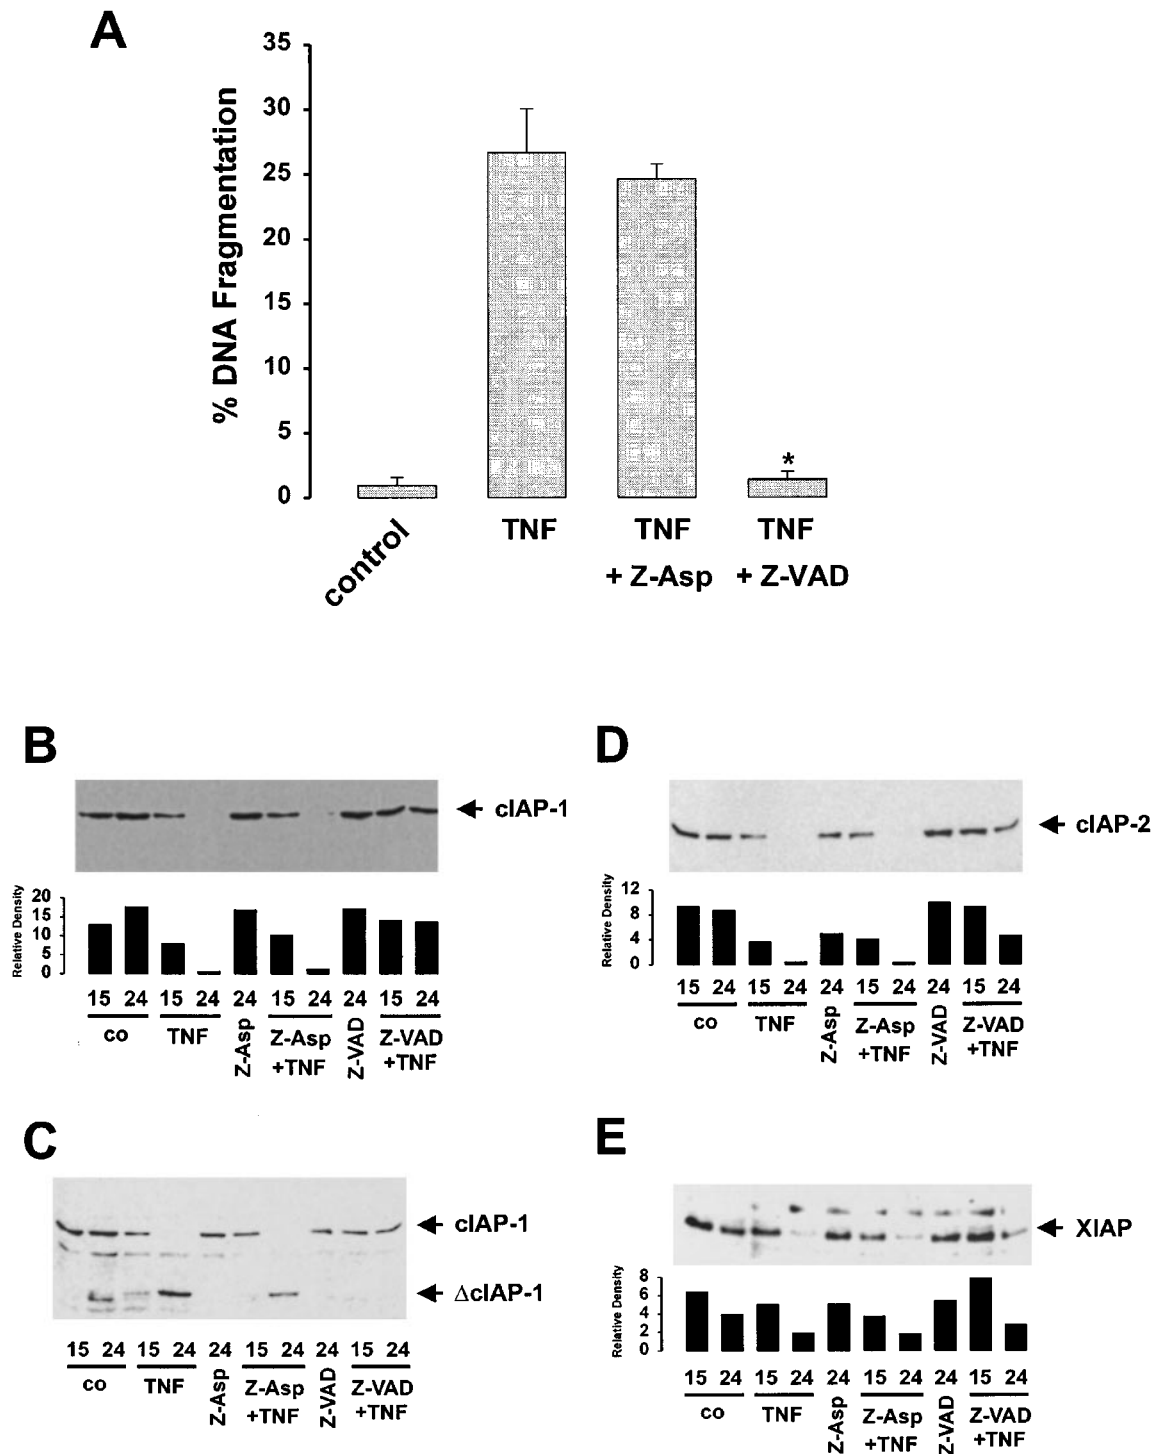 A
35
30
25
20
15
10
5
0
% DNA Fragmentation
*
control
TNF
TNF
+ Z-Asp
TNF
+ Z-VAD
B
cIAP-1
Relative Density
20
15
10
5
0
15 24 15 24 24 15 24 24 15 24
co TNF Z-Asp Z-Asp +TNF Z-VAD Z-VAD +TNF
D
cIAP-2
Relative Density
12
8
4
0
15 24 15 24 24 15 24 24 15 24
co TNF Z-Asp Z-Asp +TNF Z-VAD Z-VAD +TNF
C
cIAP-1
ΔcIAP-1
15 24 15 24 24 15 24 24 15 24
co TNF Z-Asp Z-Asp +TNF Z-VAD Z-VAD +TNF
E
XIAP
Relative Density
8
6
4
2
0
15 24 15 24 24 15 24 24 15 24
co TNF Z-Asp Z-Asp +TNF Z-VAD Z-VAD +TNF